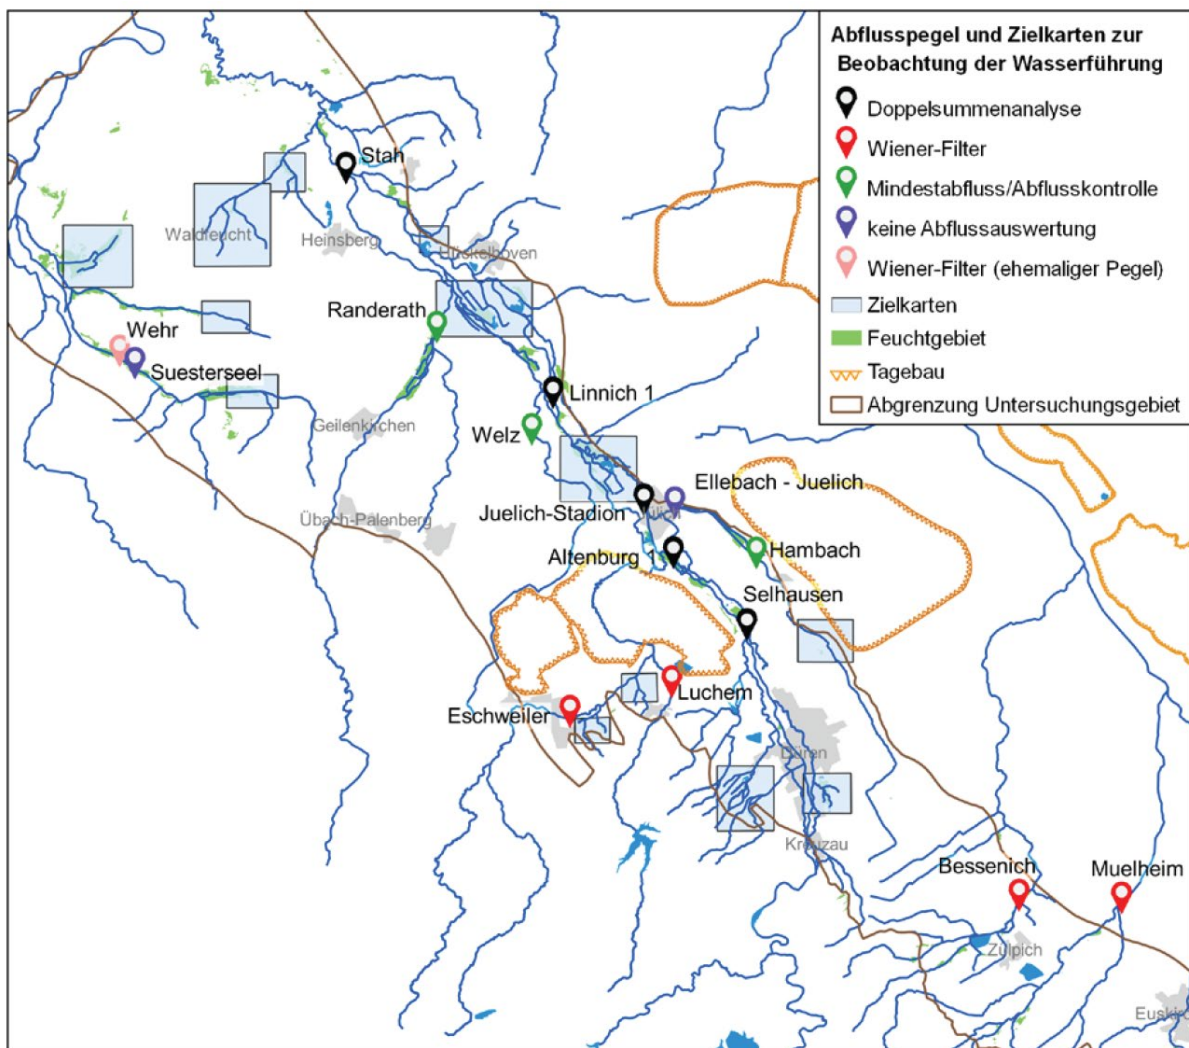 Abflusspegel und Zielkarten zur
Beobachtung der Wasserführung
Doppelsummenanalyse
Wiener-Filter
Mindestabfluss/Abflusskontrolle
keine Abflussauswertung
Wiener-Filter (ehemaliger Pegel)
Zielkarten
Feuchtgebiet
Tagebau
Abgrenzung Untersuchungsgebiet
Stah
Waldfeucht
Heinsberg
Hückelhoven
Randerath
Wehr
Suesterseel
Linnich 1
Geilenkirchen
Welz
Ellebach - Juelich
Juelich-Stadion
Übach-Palenberg
Altenburg 1
Hambach
Selhausen
Luchem
Eschweiler
Düren
Kreuzau
Bessenich
Muelheim
Zülpich